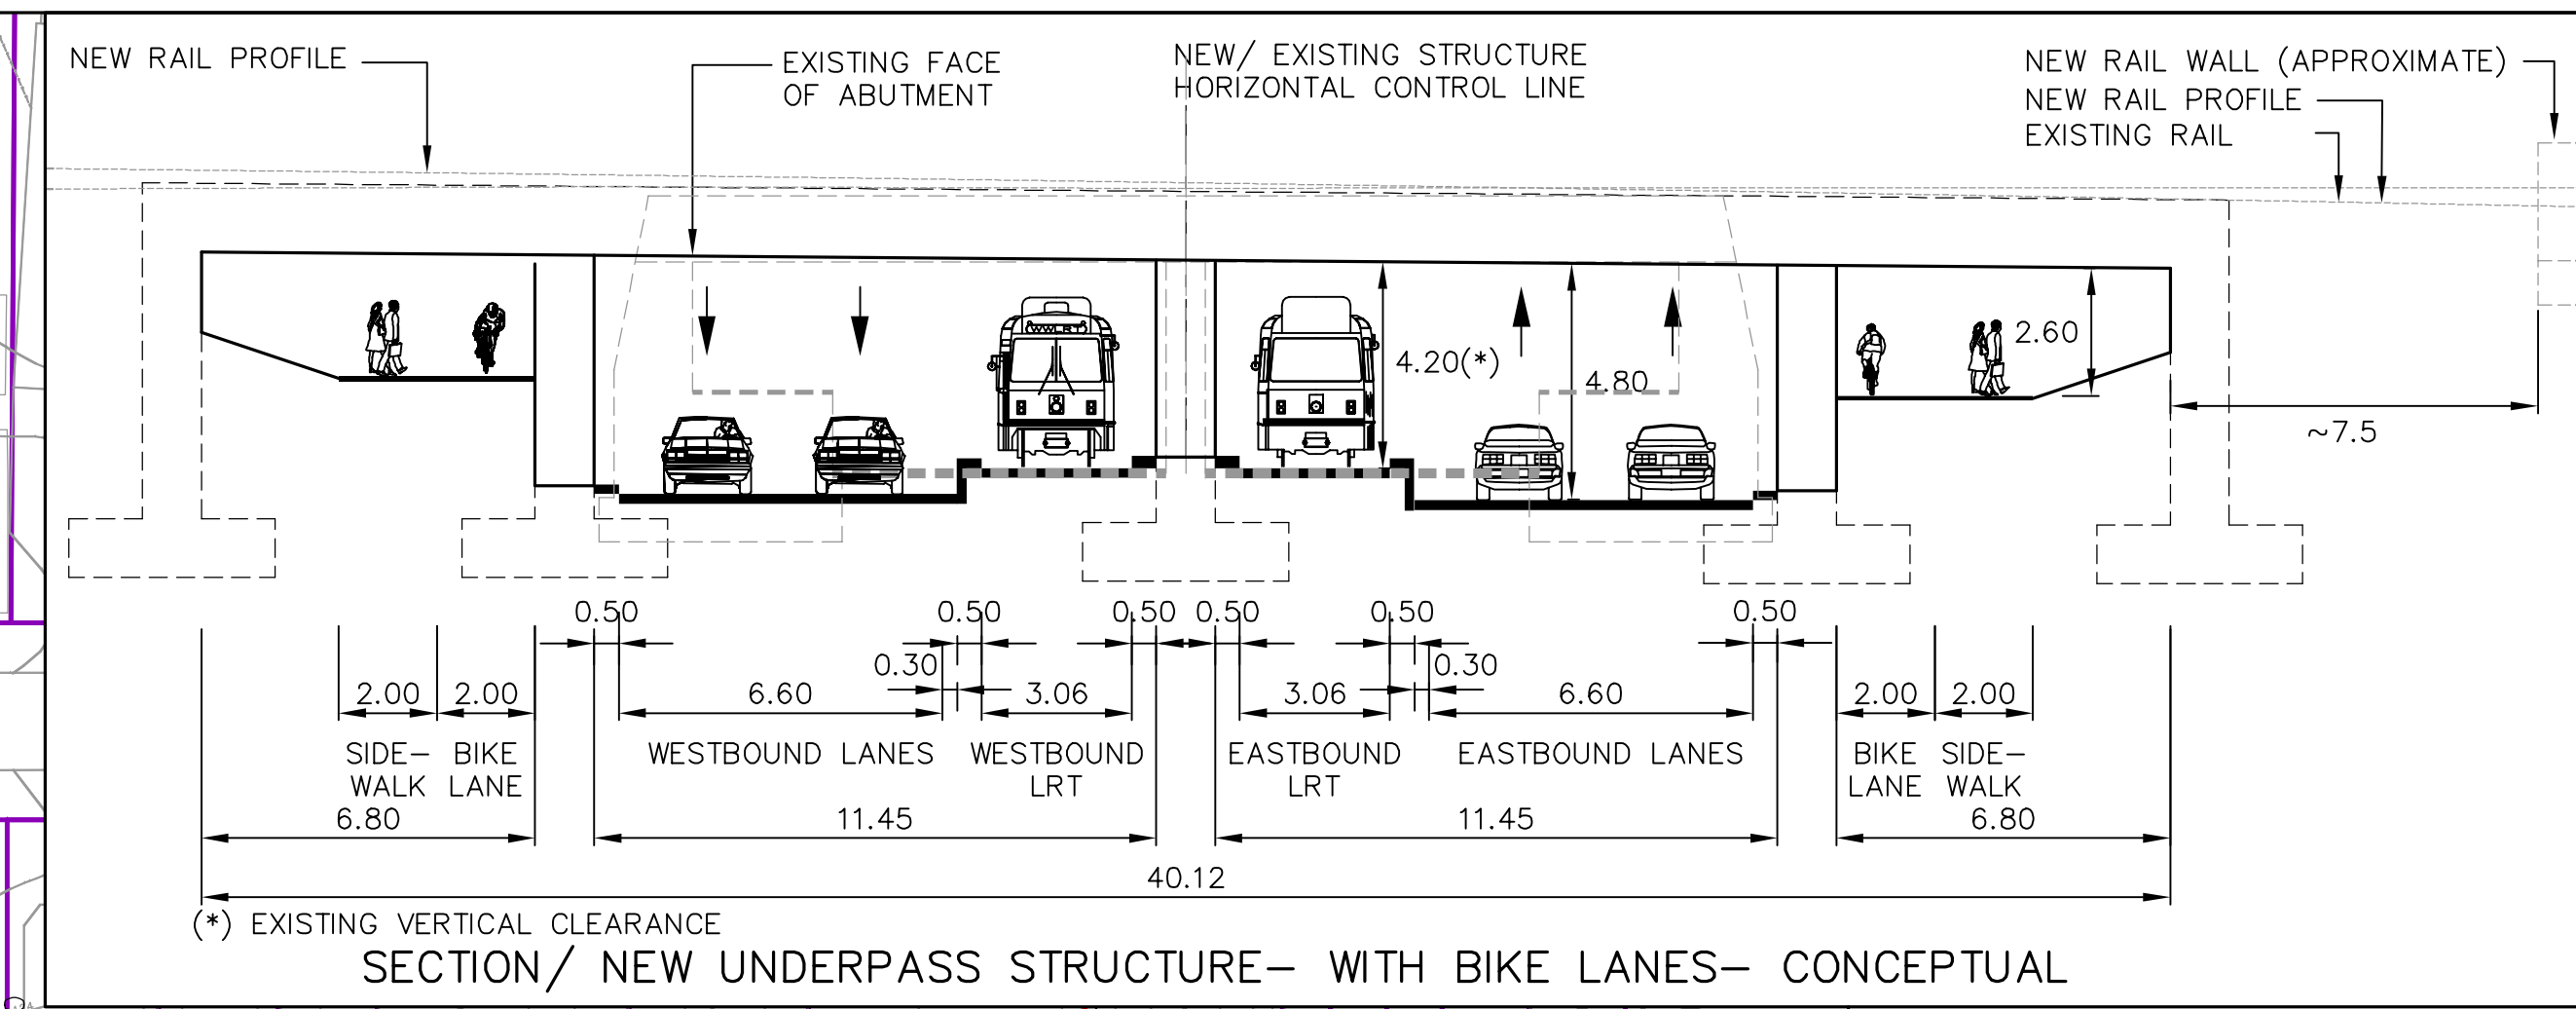 NEW RAIL PROFILE
EXISTING FACE
OF ABUTMENT
NEW/ EXISTING STRUCTURE
HORIZONTAL CONTROL LINE
NEW RAIL WALL (APPROXIMATE)
NEW RAIL PROFILE
EXISTING RAIL
WWLRT
4.20(*)
4.80
2.60
~7.5
0.50
0.50
0.50
0.50
0.50
0.50
0.30
0.30
2.00
2.00
6.60
3.06
3.06
6.60
2.00
2.00
SIDE-
WALK
BIKE
LANE
WESTBOUND LANES
WESTBOUND
LRT
EASTBOUND
LRT
EASTBOUND LANES
BIKE
LANE
SIDE-
WALK
6.80
11.45
11.45
6.80
40.12
(*) EXISTING VERTICAL CLEARANCE
SECTION/ NEW UNDERPASS STRUCTURE- WITH BIKE LANES- CONCEPTUAL